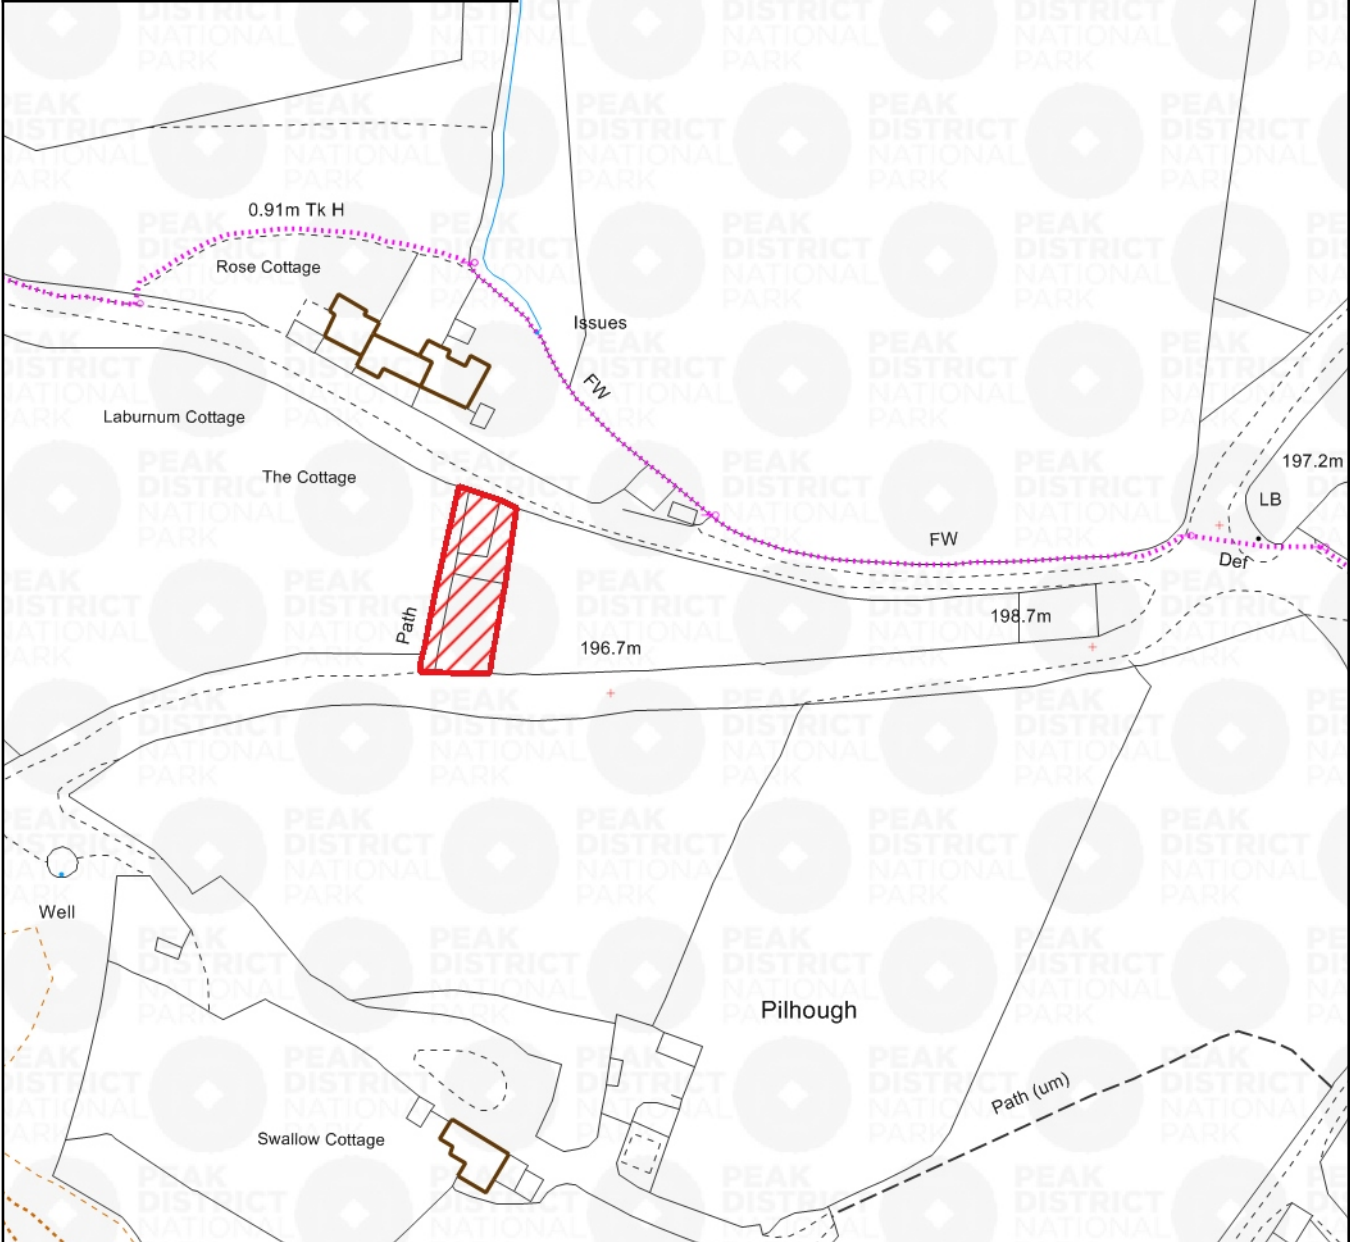 0.91m Tk H
Rose Cottage
Issues
FW
Laburnum Cottage
The Cottage
197.2m
LB
FW
Def
Path
198.7m
196.7m
Well
Pilhough
Path (um)
Swallow Cottage
PEAK
DISTRICT
NATIONAL
PARK